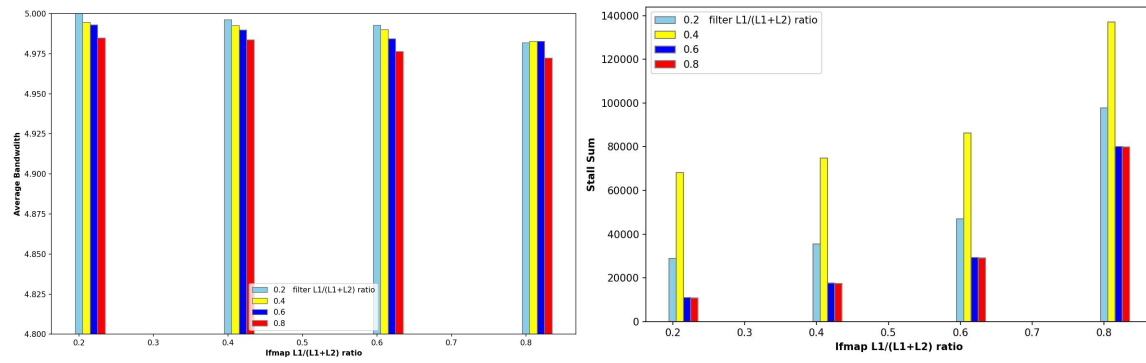 5.000
4.975
4.950
4.925
4.900
4.875
4.850
4.825
4.800
Average Bandwdith
0.2 filter L1/(L1+L2) ratio
0.4
0.6
0.8
0.2 0.3 0.4 0.5 0.6 0.7 0.8
Ifmap L1/(L1+L2) ratio
140000
120000
100000
80000
60000
40000
20000
0
Stall Sum
0.2 filter L1/(L1+L2) ratio
0.4
0.6
0.8
0.2 0.3 0.4 0.5 0.6 0.7 0.8
Ifmap L1/(L1+L2) ratio